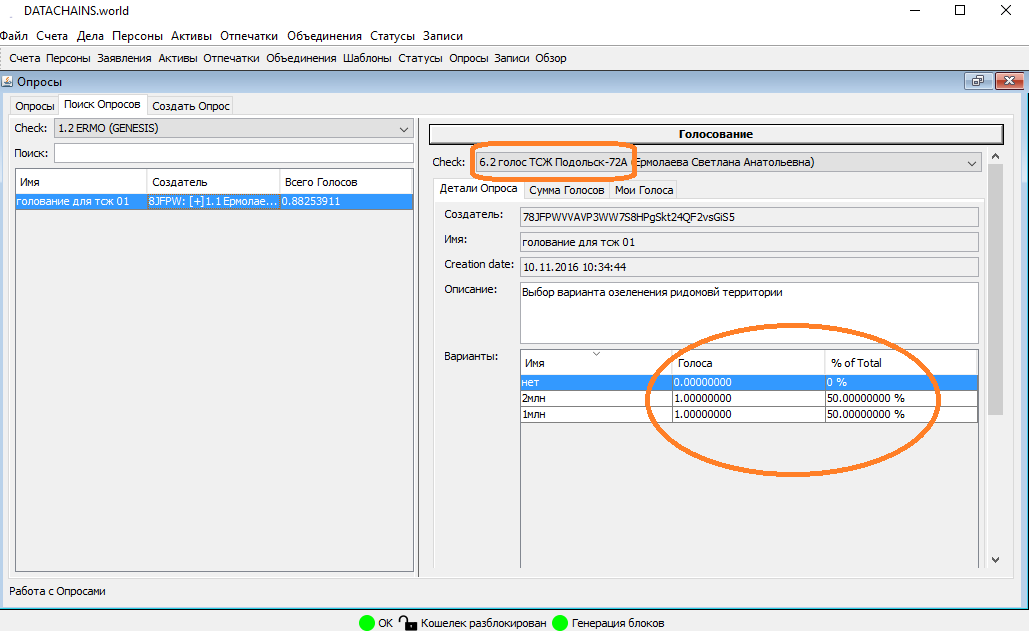 DATACHAINS.world
Файл Счета Дела Персоны Активы Отпечатки Объединения Статусы Записи
Счета Персоны Заявления Активы Отпечатки Объединения Шаблоны Статусы Опросы Записи Обзор
Опросы
Опросы Поиск Опросов Создать Опрос
Check: 1.2 ERMO (GENESIS)
Поиск:
Имя Создатель Всего Голосов
голование для тсж 01 8JFPW: [+]1.1 Ермолае... 0.88253911
Голосование
Check: 6.2 голос ТСЖ Подольск-72А (Ермолаева Светлана Анатольевна)
Детали Опроса Сумма Голосов Мои Голоса
Создатель: 78JFPWVVAVP3WW7S8HPgSkt24QF2vsGiS5
Имя: голование для тсж 01
Creation date: 10.11.2016 10:34:44
Описание: Выбор варианта озеленения ридомовй территории
Варианты:
Имя Голоса % of Total
нет 0.00000000 0 %
2млн 1.00000000 50.00000000 %
1млн 1.00000000 50.00000000 %
Работа с Опросами
OK Кошелек разблокирован Генерация блоков